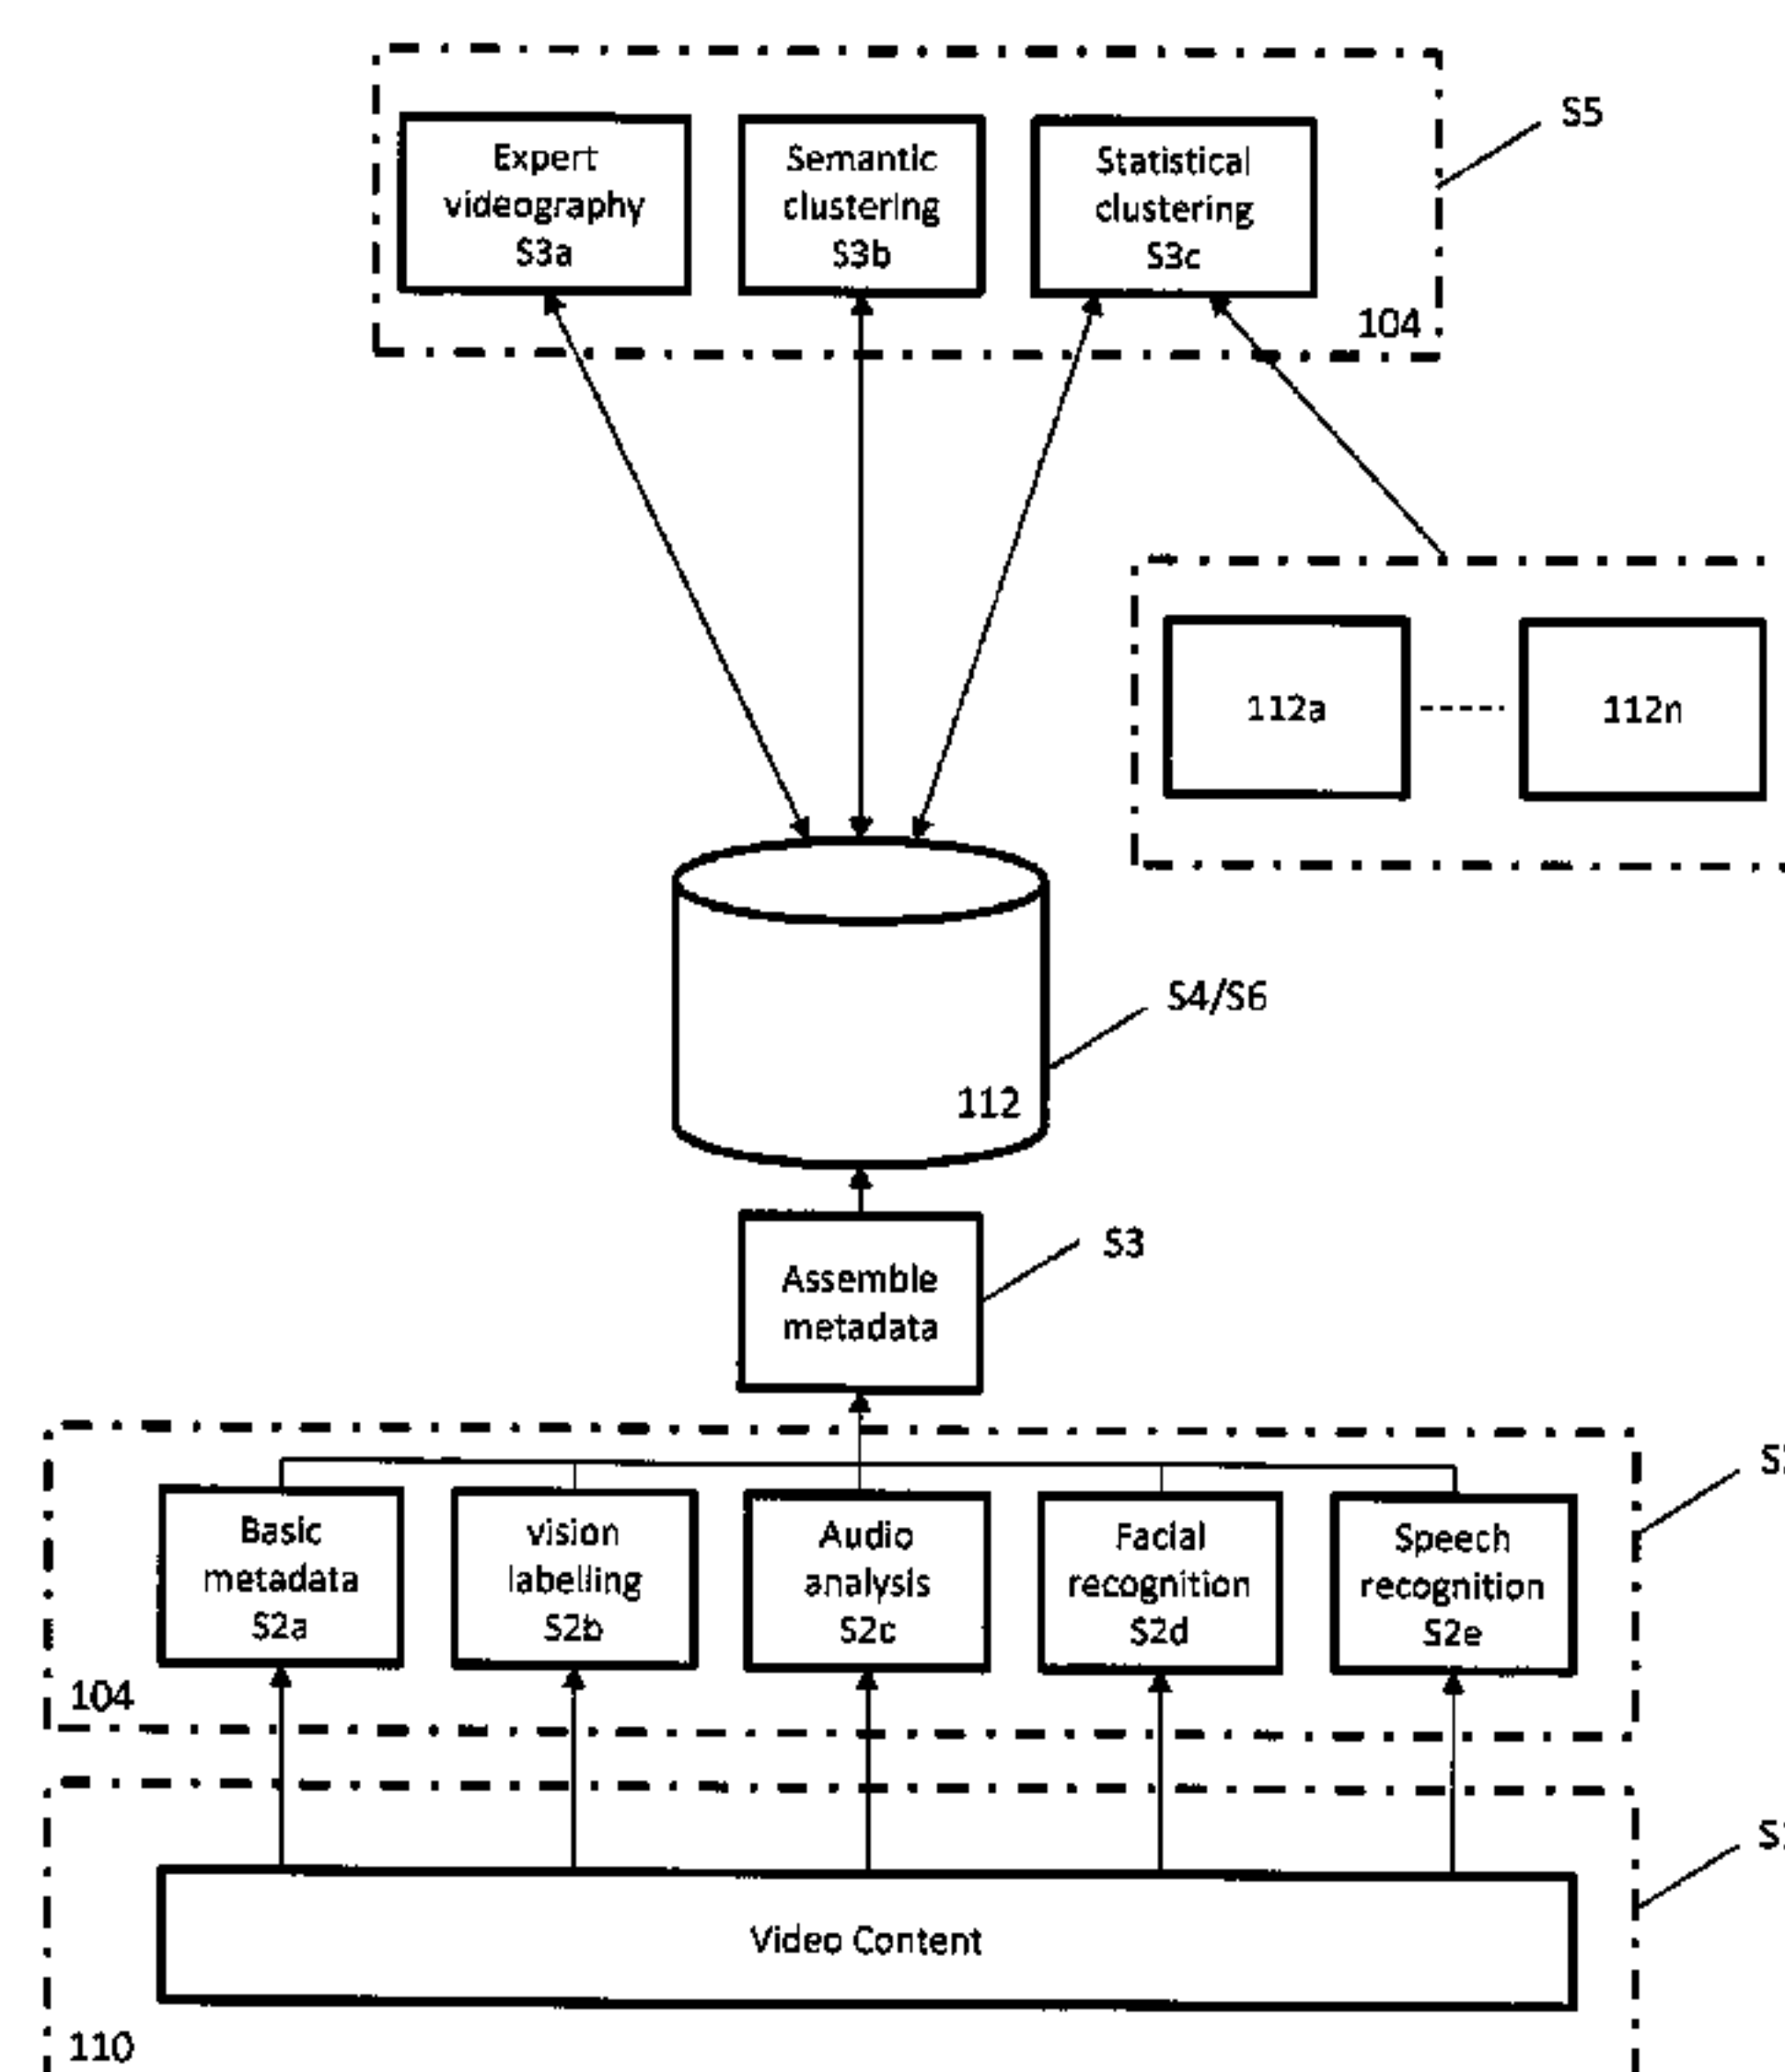 S5
Expert
videography
S3a
Semantic
clustering
S3b
Statistical
clustering
S3c
104
112a
112n
S4/S6
112
S3
Assemble
metadata
Basic
metadata
S2a
vision
labelling
S2b
Audio
analysis
S2c
Facial
recognition
S2d
Speech
recognition
S2e
104
Video Content
110